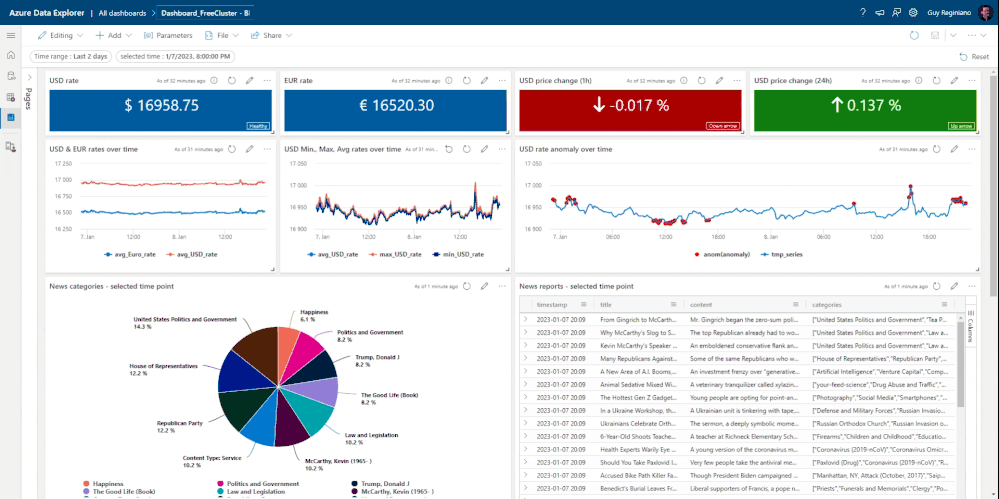 Azure Data Explorer | All dashboards > Dashboard_FreeCluster - BI
Guy Reginiano
Editing Add Parameters File Share
Time range : Last 2 days selected time : 1/7/2023, 8:00:00 PM Reset
Pages
USD rate As of 32 minutes ago
$ 16958.75
Healthy
EUR rate As of 32 minutes ago
€ 16520.30
USD price change (1h) As of 32 minutes ago
-0.017 %
Down arrow
USD price change (24h) As of 32 minutes ago
0.137 %
Up arrow
USD & EUR rates over time As of 31 minutes ago
17 250
17 000
16 750
16 500
16 250
7. Jan 12:00 8. Jan 12:00
avg_Euro_rate avg_USD_rate
USD Min., Max. Avg rates over time As of 31 min...
17 100
17 000
16 900
7. Jan 12:00 8. Jan 12:00
avg_USD_rate max_USD_rate min_USD_rate
USD rate anomaly over time As of 31 minutes ago
17 050
17 000
16 950
16 900
7. Jan 06:00 12:00 18:00 8. Jan 06:00 12:00 18:00
anom(anomaly) tmp_series
News categories - selected time point As of 1 minute ago
Happiness
6.1 %
Politics and Government
8.2 %
Trump, Donald J
8.2 %
The Good Life (Book)
8.2 %
Law and Legislation
10.2 %
McCarthy, Kevin (1965- )
10.2 %
Content Type: Service
10.2 %
Republican Party
12.2 %
House of Representatives
12.2 %
United States Politics and Government
14.3 %
Happiness Politics and Government Trump, Donald J
The Good Life (Book) Law and Legislation McCarthy, Kevin (1965- )
News reports - selected time point As of 1 minute ago
timestamp title content categories
Columns
2023-01-07 20:09 From Gingrich to McCarth... Mr. Gingrich began the zero-sum poli... ["United States Politics and Government","Tea P...
2023-01-07 20:09 Why McCarthy's Slog to S... The top Republican already had to wo... ["United States Politics and Government","Law a...
2023-01-07 20:09 Kevin McCarthy's Speaker... An emboldened conservative flank an... ["United States Politics and Government","Law a...
2023-01-07 20:09 Many Republicans Against... Some of the same Republicans who w... ["House of Representatives","Republican Party",...
2023-01-07 20:09 A New Area of A.I. Booms,... An investment frenzy over "generative... ["Artificial Intelligence","Venture Capital","Comp...
2023-01-07 20:09 Animal Sedative Mixed Wi... A veterinary tranquilizer called xylazin... ["your-feed-science","Drug Abuse and Traffic","...
2023-01-07 20:09 The Hottest Gen Z Gadget... Young people are opting for point-an... ["Photography","Social Media","Smartphones","...
2023-01-07 20:09 In a Ukraine Workshop, th... A Ukrainian unit is tinkering with tape,... ["Defense and Military Forces","Russian Invasio...
2023-01-07 20:09 Ukrainians Celebrate Orth... The sermon, a deeply symbolic mome... ["Russian Orthodox Church","Russian Invasion o...
2023-01-07 20:09 6-Year-Old Shoots Teache... A teacher at Richneck Elementary Sch... ["Firearms","Children and Childhood","Educatio...
2023-01-07 20:09 Health Experts Warily Eye ... A young version of the coronavirus m... ["Coronavirus (2019-nCoV)","Coronavirus Omi...
2023-01-07 20:09 Should You Take Paxlovid I... Very few people take the antiviral me... ["Paxlovid (Drug)","Coronavirus (2019-nCoV)","R...
2023-01-07 20:09 Accused Bike Path Killer Fa... Though President Biden campaigned ... ["Manhattan, NY, Attack (October, 2017)","Sais...
2023-01-07 20:09 Benedict's Burial Leaves Fr... Liberal supporters of Francis, a pope n... ["Priests","Funerals and Memorials","Clergy","Po...